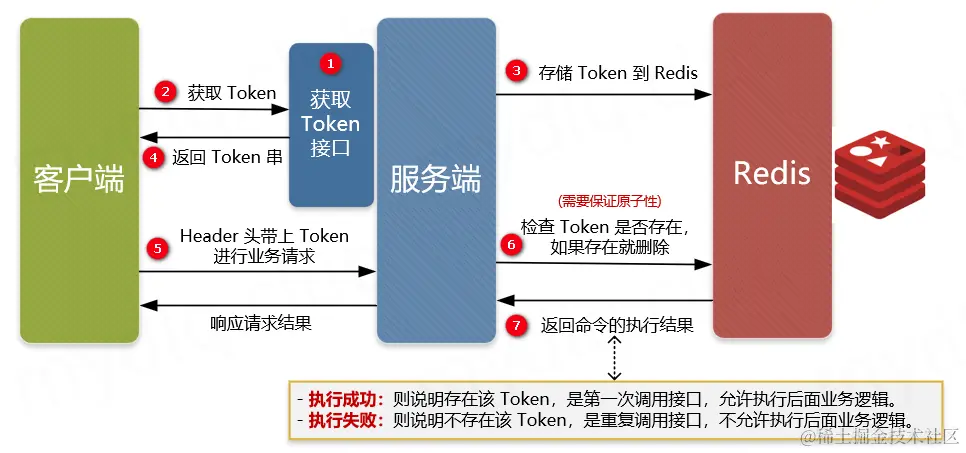 1
获取
Token
接口
2 获取 Token
3 存储 Token 到 Redis
4 返回 Token 串
客户端
服务端
Redis
(需要保证原子性)
5 Header 头带上 Token
进行业务请求
6 检查 Token 是否存在，
如果存在就删除
响应请求结果
7 返回命令的执行结果
- 执行成功：则说明存在该 Token，是第一次调用接口，允许执行后面业务逻辑。
- 执行失败：则说明不存在该 Token，是重复调用接口，不允许执行后面业务逻辑。
@稀土掘金技术社区